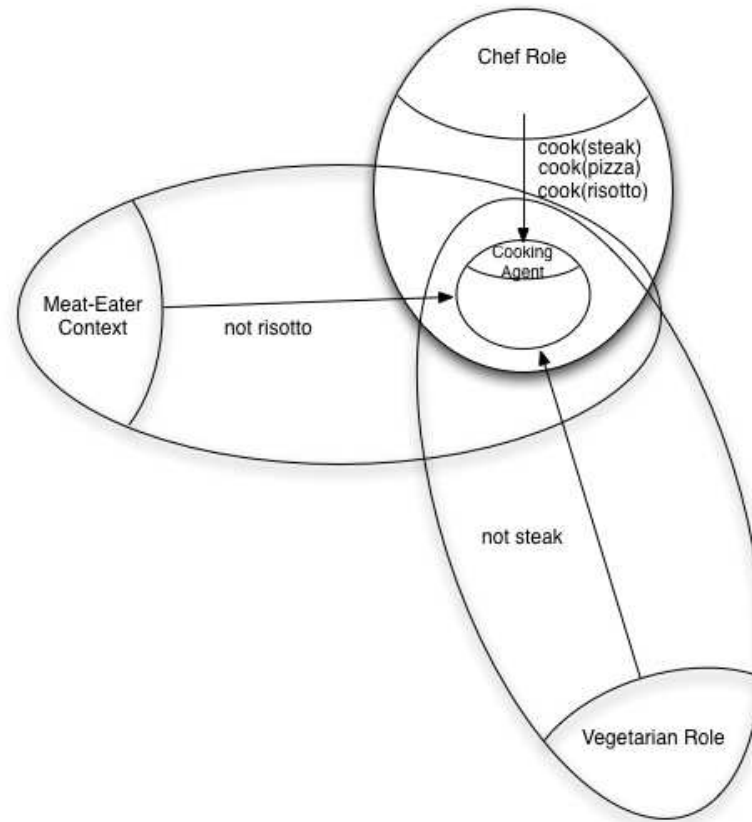 Chef Role
cook(steak)
cook(pizza)
cook(risotto)
Cooking
Agent
Meat-Eater
Context
not risotto
not steak
Vegetarian Role